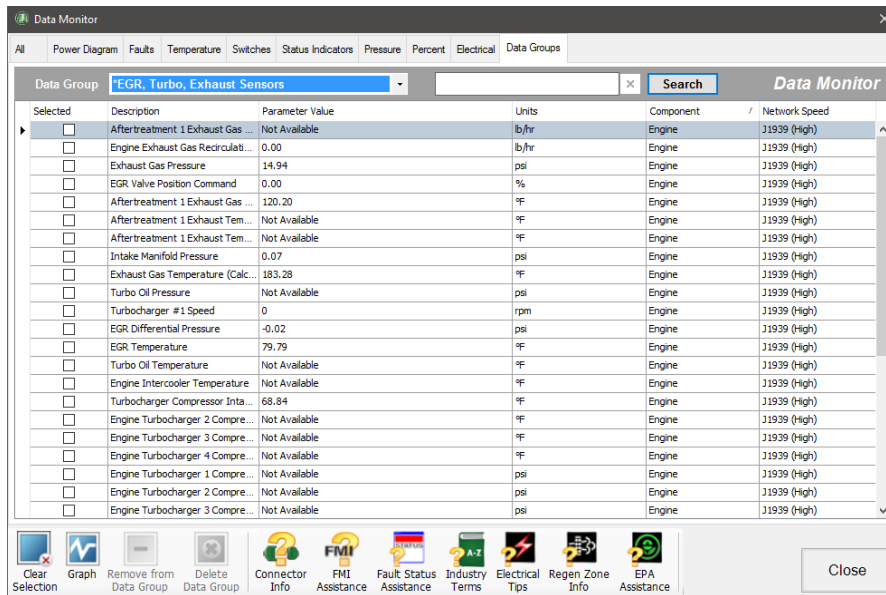 Data Monitor
All Power Diagram Faults Temperature Switches Status Indicators Pressure Percent Electrical Data Groups
Data Group *EGR, Turbo, Exhaust Sensors Search Data Monitor
Selected Description Parameter Value Units Component Network Speed
Aftertreatment 1 Exhaust Gas ... Not Available lb/hr Engine J1939 (High)
Engine Exhaust Gas Recirculati... 0.00 lb/hr Engine J1939 (High)
Exhaust Gas Pressure 14.94 psi Engine J1939 (High)
EGR Valve Position Command 0.00 % Engine J1939 (High)
Aftertreatment 1 Exhaust Gas ... 120.20 ºF Engine J1939 (High)
Aftertreatment 1 Exhaust Tem... Not Available ºF Engine J1939 (High)
Aftertreatment 1 Exhaust Tem... Not Available ºF Engine J1939 (High)
Intake Manifold Pressure 0.07 psi Engine J1939 (High)
Exhaust Gas Temperature (Calc... 183.28 ºF Engine J1939 (High)
Turbo Oil Pressure Not Available psi Engine J1939 (High)
Turbocharger #1 Speed 0 rpm Engine J1939 (High)
EGR Differential Pressure -0.02 psi Engine J1939 (High)
EGR Temperature 79.79 ºF Engine J1939 (High)
Turbo Oil Temperature Not Available ºF Engine J1939 (High)
Engine Intercooler Temperature Not Available ºF Engine J1939 (High)
Turbocharger Compressor Inta... 68.84 ºF Engine J1939 (High)
Engine Turbocharger 2 Compre... Not Available ºF Engine J1939 (High)
Engine Turbocharger 3 Compre... Not Available ºF Engine J1939 (High)
Engine Turbocharger 4 Compre... Not Available ºF Engine J1939 (High)
Engine Turbocharger 1 Compre... Not Available psi Engine J1939 (High)
Engine Turbocharger 2 Compre... Not Available psi Engine J1939 (High)
Engine Turbocharger 3 Compre... Not Available psi Engine J1939 (High)
FMI STATUS A-Z
Clear Graph Remove from Delete Connector FMI Fault Status Industry Electrical Regen Zone EPA Close
Selection Data Group Data Group Info Assistance Assistance Terms Tips Info Assistance